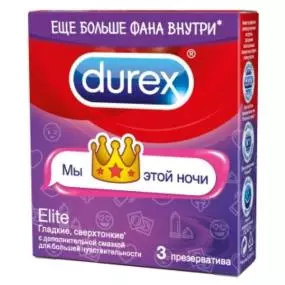 ЕЩЕ БОЛЬШЕ ФАНА ВНУТРИ*
durex®
Мы этой ночи
Elite
Гладкие, сверхтонкие*
с дополнительной смазкой
для большей чувствительности
3 презерватива